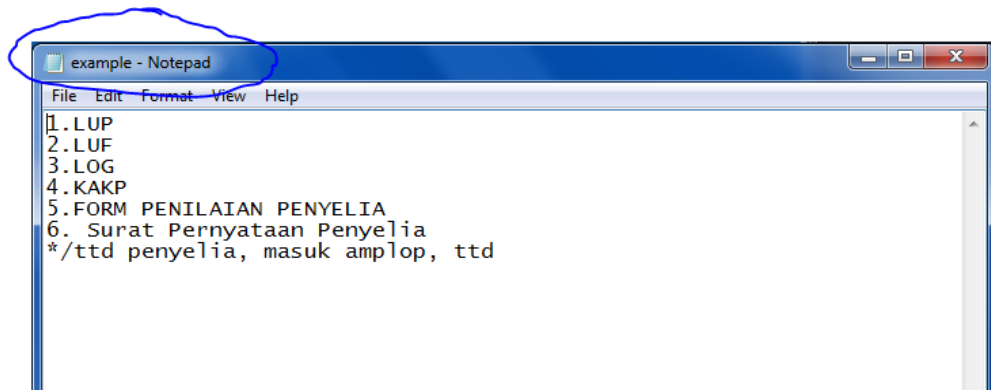 example - Notepad
File Edit Format View Help
1.LUP
2.LUF
3.LOG
4.KAKP
5.FORM PENILAIAN PENYELIA
6. Surat Pernyataan Penyelia
*/ttd penyelia, masuk amplop, ttd